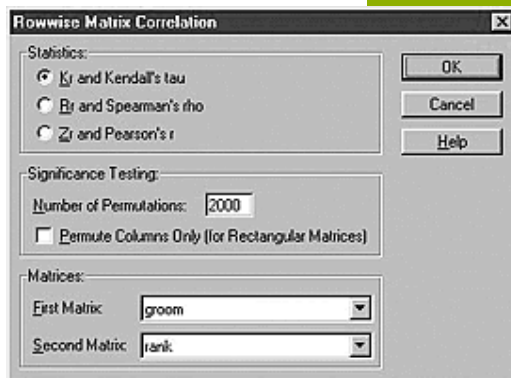 Rowwise Matrix Correlation
Statistics:
Kr and Kendall's tau
Rr and Spearman's rho
Zr and Pearson's r
OK
Cancel
Help
Significance Testing:
Number of Permutations: 2000
Permute Columns Only (for Rectangular Matrices)
Matrices:
First Matrix: groom
Second Matrix: rank